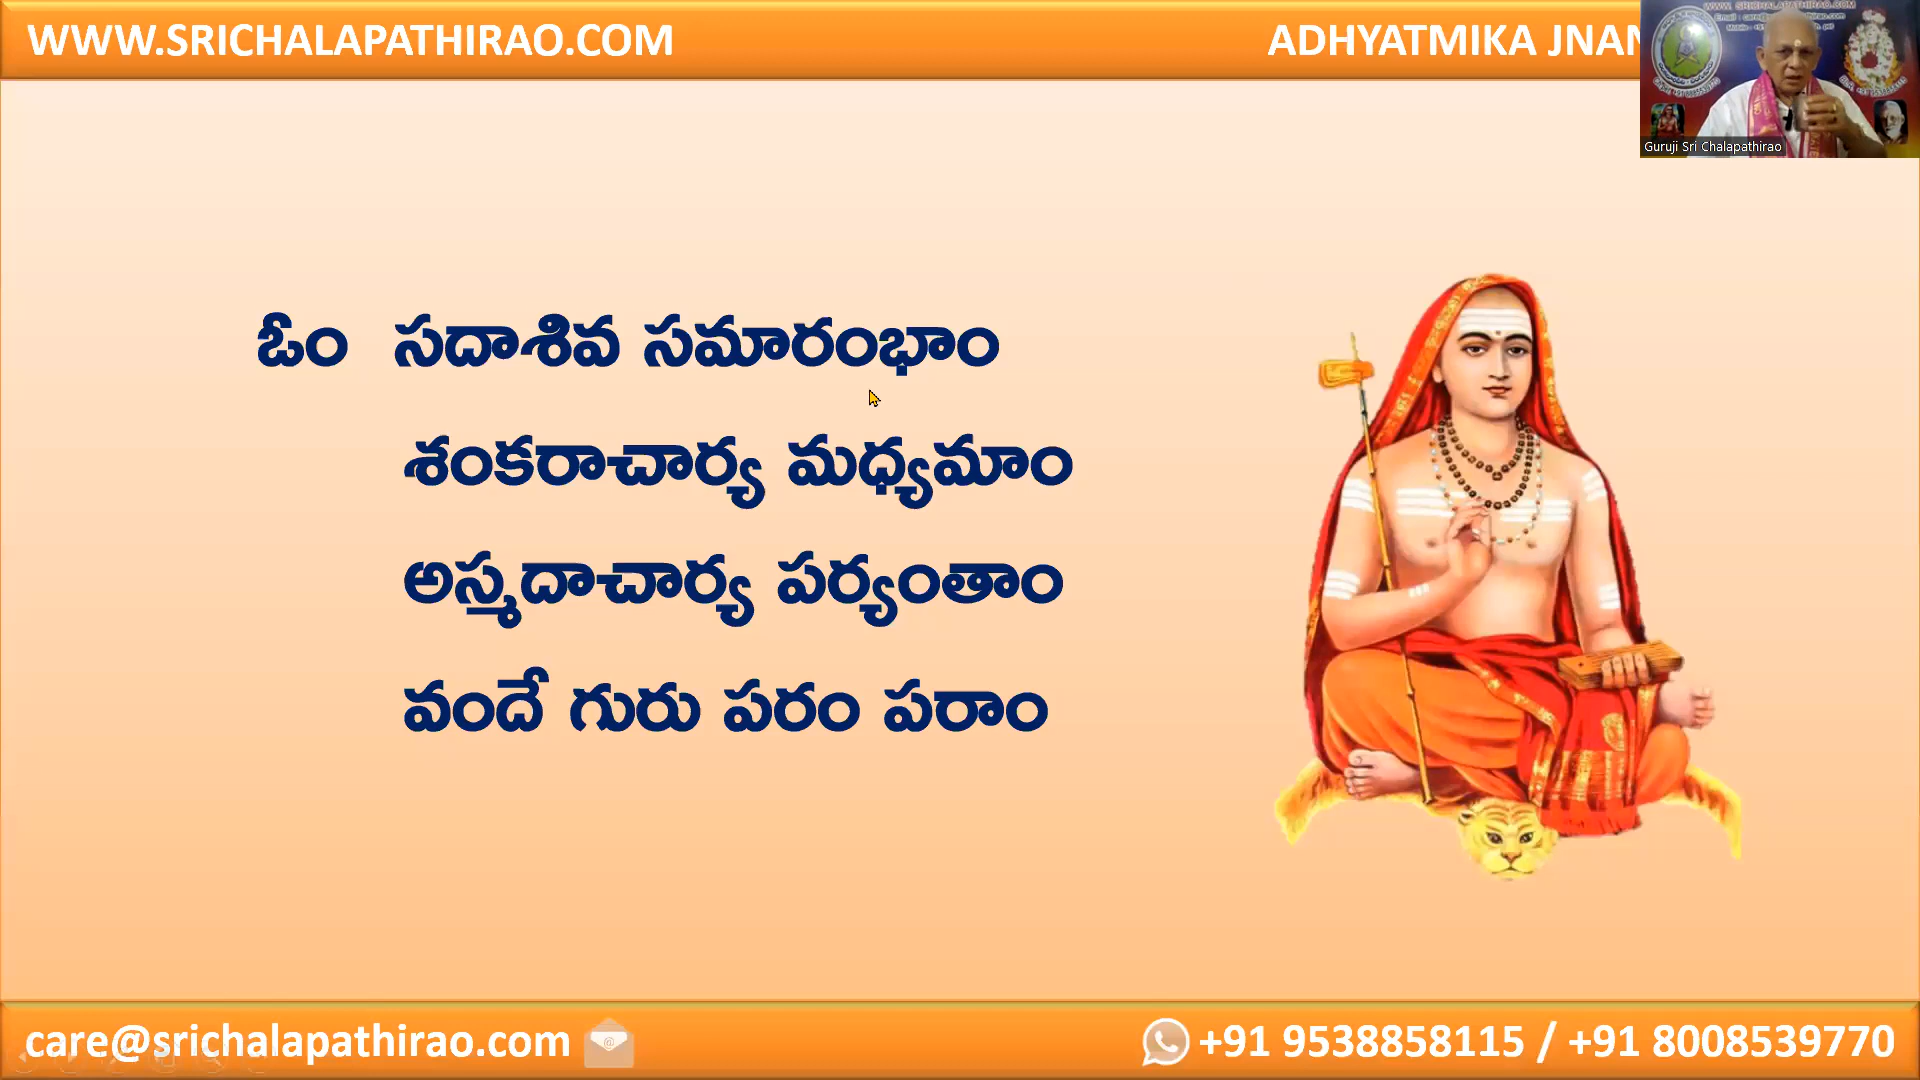 WWW.SRICHALAPATHIRAO.COM
ADHYATMIKA
Guruji Sri Chalapathirao
ఓం సదాశివ సమారంభాం
శంకరాచార్య మధ్యమాం
అస్మదాచార్య పర్యంతాం
వందే గురు పరం పరాం
care@srichalapathirao.com
+91 9538858115 / +91 8008539770